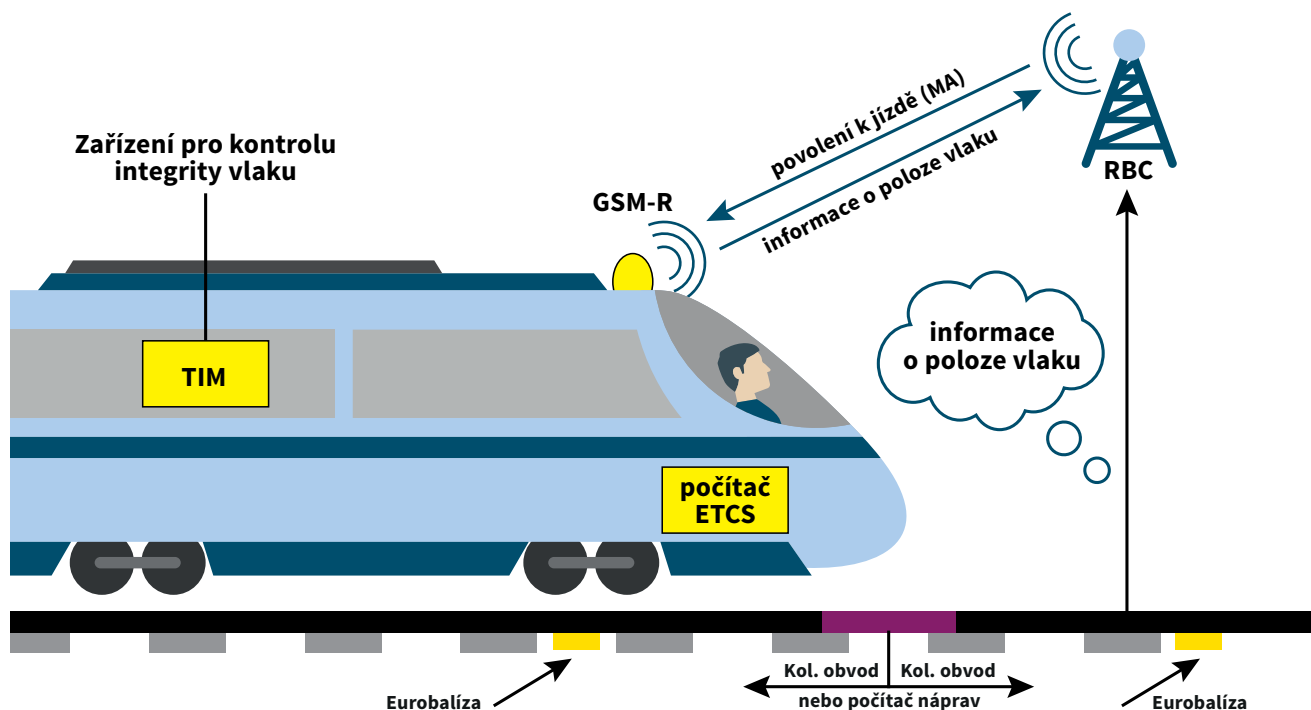 Zařízení pro kontrolu
integrity vlaku
GSM-R
povolení k jízdě (MA)
informace o poloze vlaku
RBC
informace
o poloze vlaku
TIM
počítač
ETCS
Kol. obvod
Kol. obvod
nebo počítač náprav
Eurobalíza
Eurobalíza